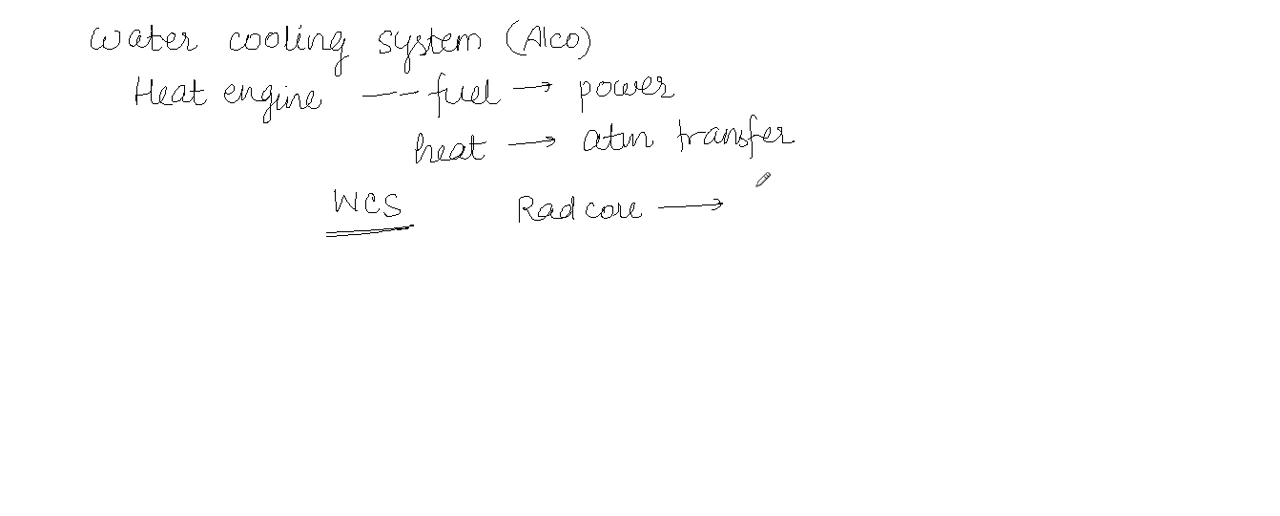 Water cooling system (Alco)
Heat engine --- fuel → power
heat → atm transfer
WCS Rad core →